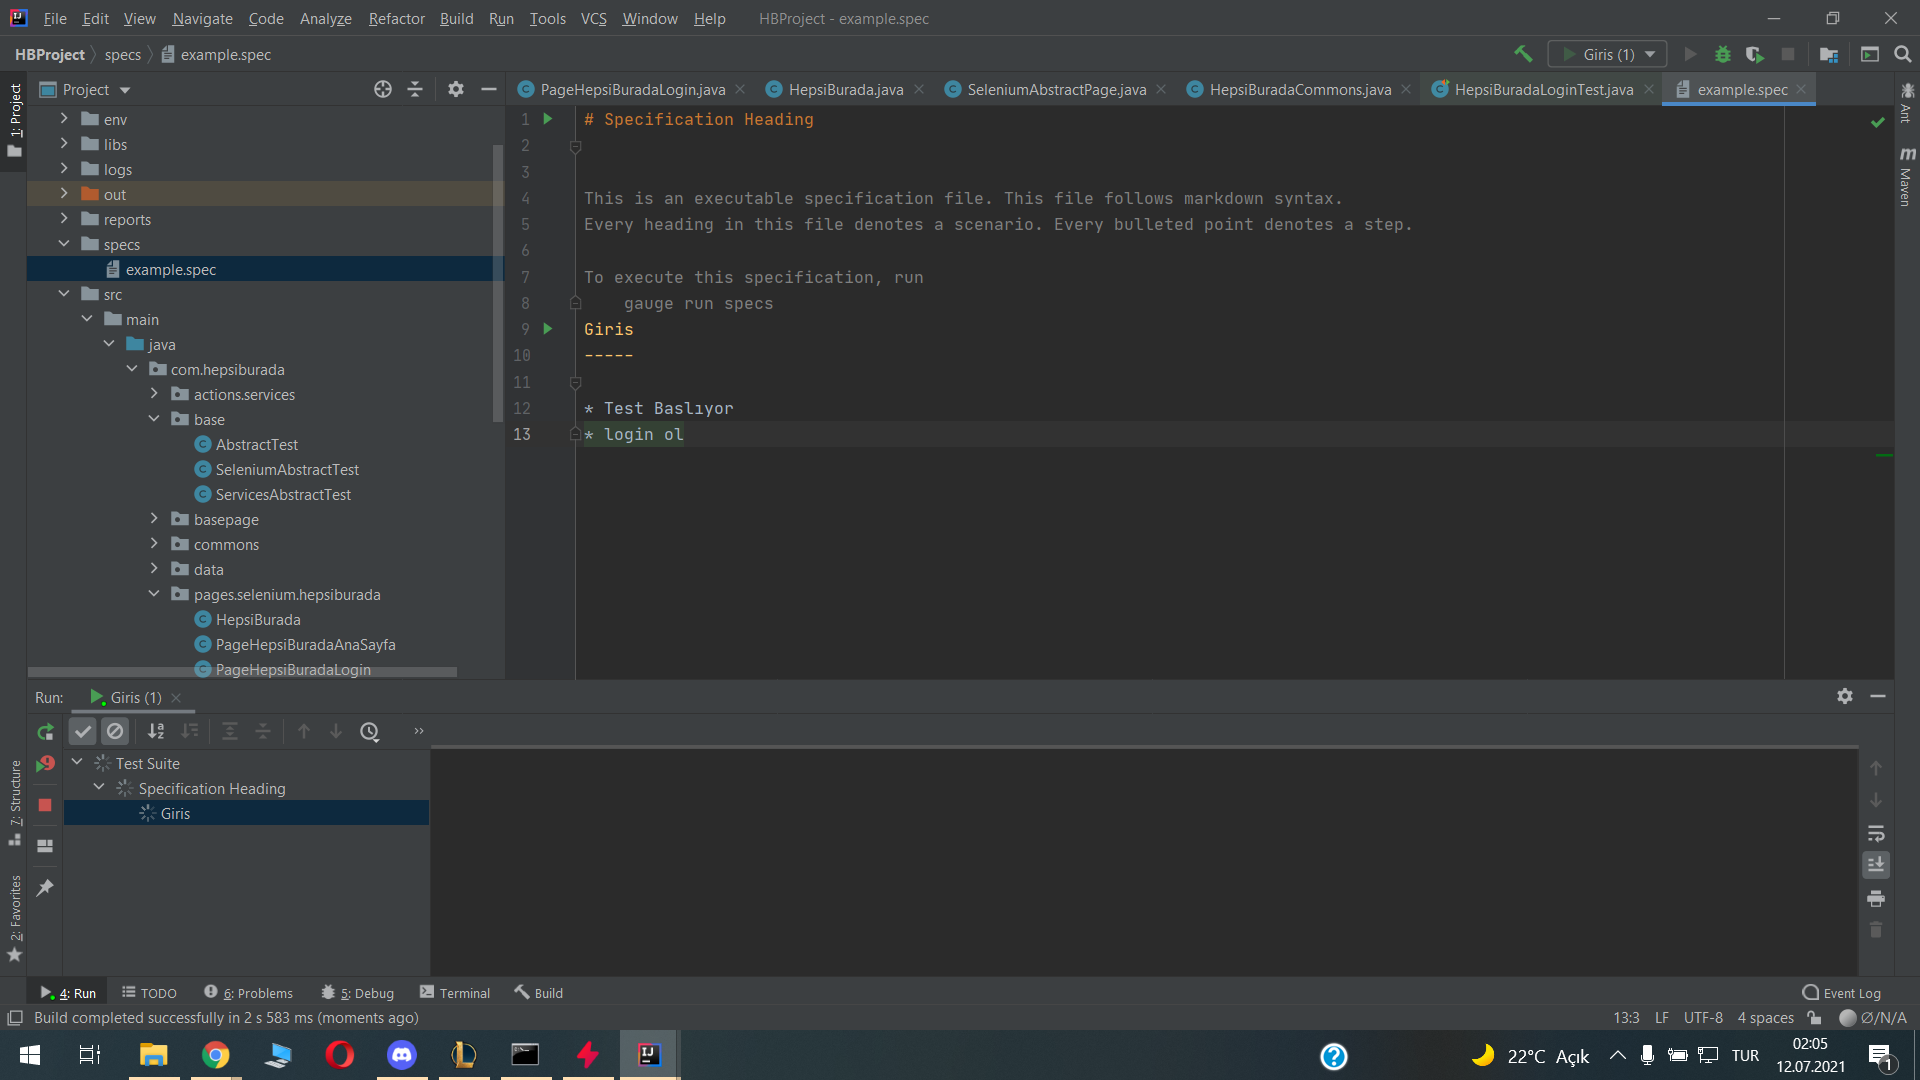 File Edit View Navigate Code Analyze Refactor Build Run Tools VCS Window Help HBProject - example.spec
HBProject specs example.spec Giris (1)
1: Project
Project
PageHepsiBuradaLogin.java HepsiBurada.java SeleniumAbstractPage.java HepsiBuradaCommons.java HepsiBuradaLoginTest.java example.spec
Ant
Maven
env
libs
logs
out
reports
specs
example.spec
src
main
java
com.hepsiburada
actions.services
base
AbstractTest
SeleniumAbstractTest
ServicesAbstractTest
basepage
commons
data
pages.selenium.hepsiburada
HepsiBurada
PageHepsiBuradaAnaSayfa
PageHepsiBuradaLogin
1 # Specification Heading
2
3
4 This is an executable specification file. This file follows markdown syntax.
5 Every heading in this file denotes a scenario. Every bulleted point denotes a step.
6
7 To execute this specification, run
8 gauge run specs
9 Giris
10 -----
11
12 * Test Baslıyor
13 * login ol
Run: Giris (1)
Test Suite
Specification Heading
Giris
7: Structure
2: Favorites
4: Run TODO 6: Problems 5: Debug Terminal Build Event Log
Build completed successfully in 2 s 583 ms (moments ago) 13:3 LF UTF-8 4 spaces Ø/N/A
22°C Açık TUR 02:05
12.07.2021 1